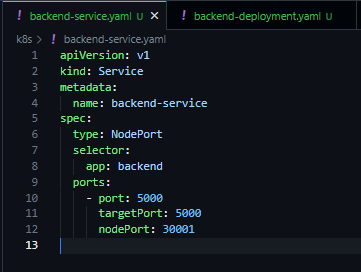 ! backend-service.yaml U × ! backend-deployment.yaml U
k8s > ! backend-service.yaml
1 apiVersion: v1
2 kind: Service
3 metadata:
4   name: backend-service
5 spec:
6   type: NodePort
7   selector:
8     app: backend
9   ports:
10     - port: 5000
11       targetPort: 5000
12       nodePort: 30001
13